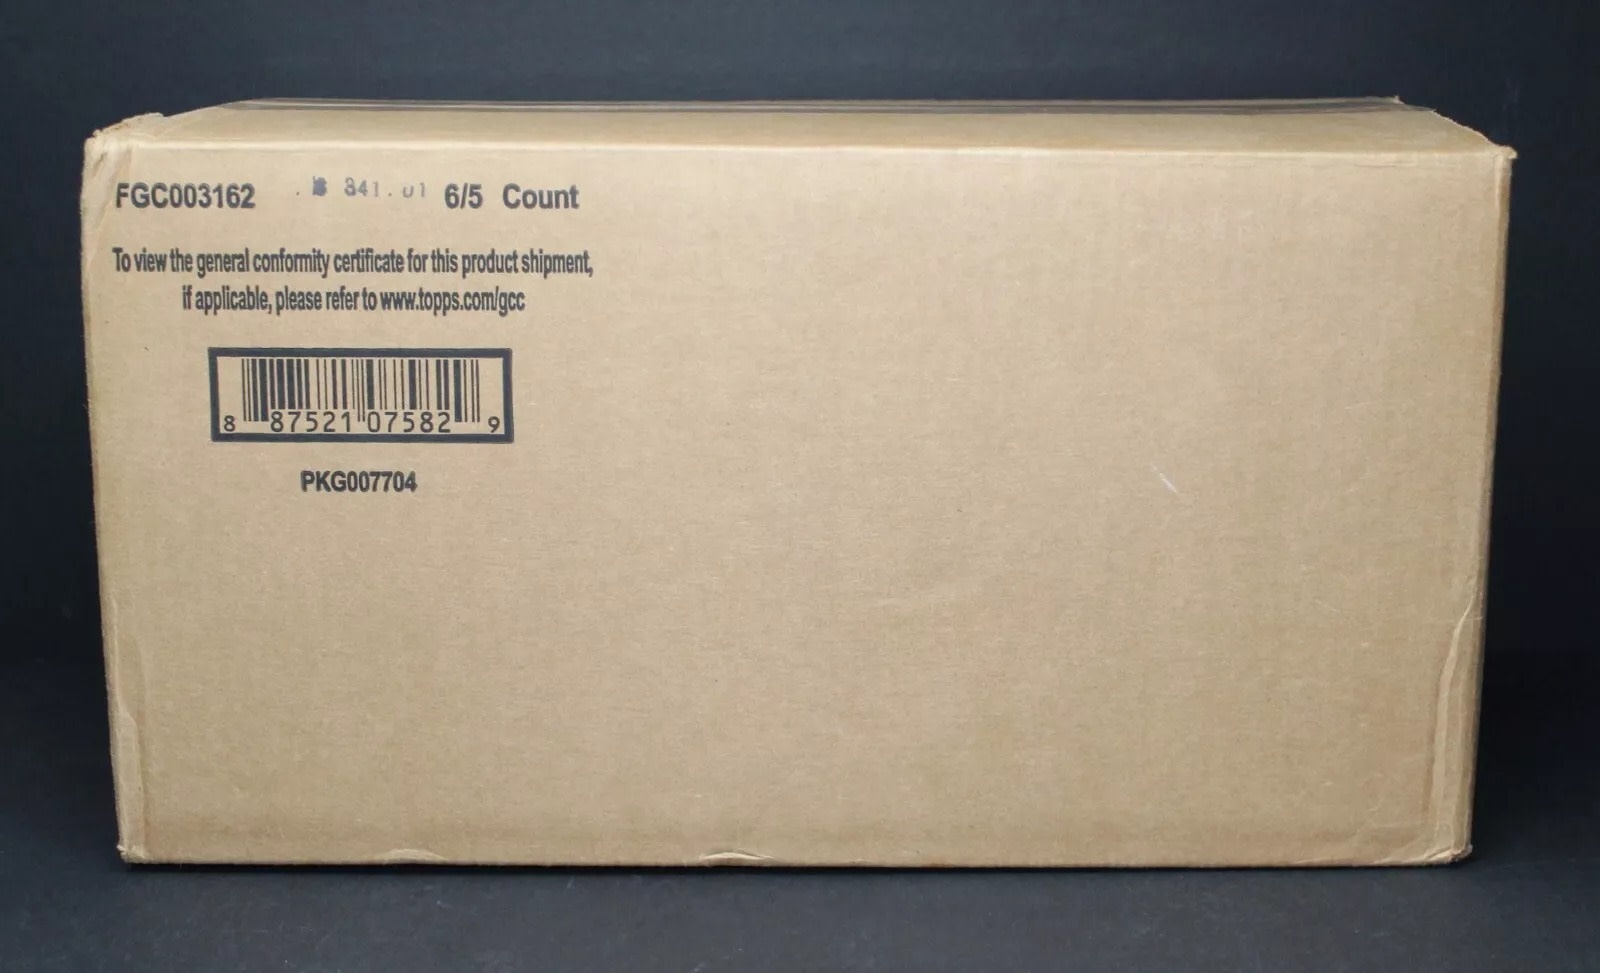 FGC003162 841.01 6/5 Count
To view the general conformity certificate for this product shipment,
if applicable, please refer to www.topps.com/gcc
8 87521 07582 9
PKG007704